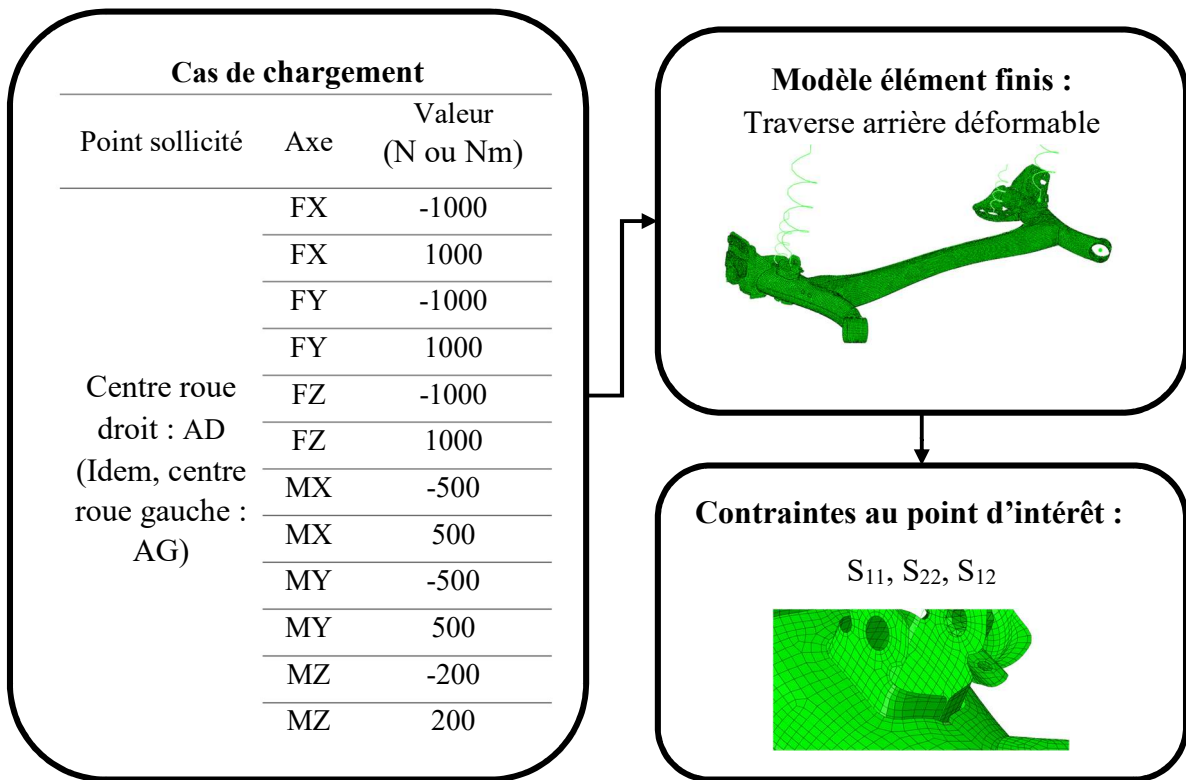 Cas de chargement
Point sollicité Axe Valeur
(N ou Nm)
Centre roue
droit : AD
(Idem, centre
roue gauche :
AG)
FX -1000
FX 1000
FY -1000
FY 1000
FZ -1000
FZ 1000
MX -500
MX 500
MY -500
MY 500
MZ -200
MZ 200
Modèle élément finis :
Traverse arrière déformable
Contraintes au point d’intérêt :
S₁₁, S₂₂, S₁₂